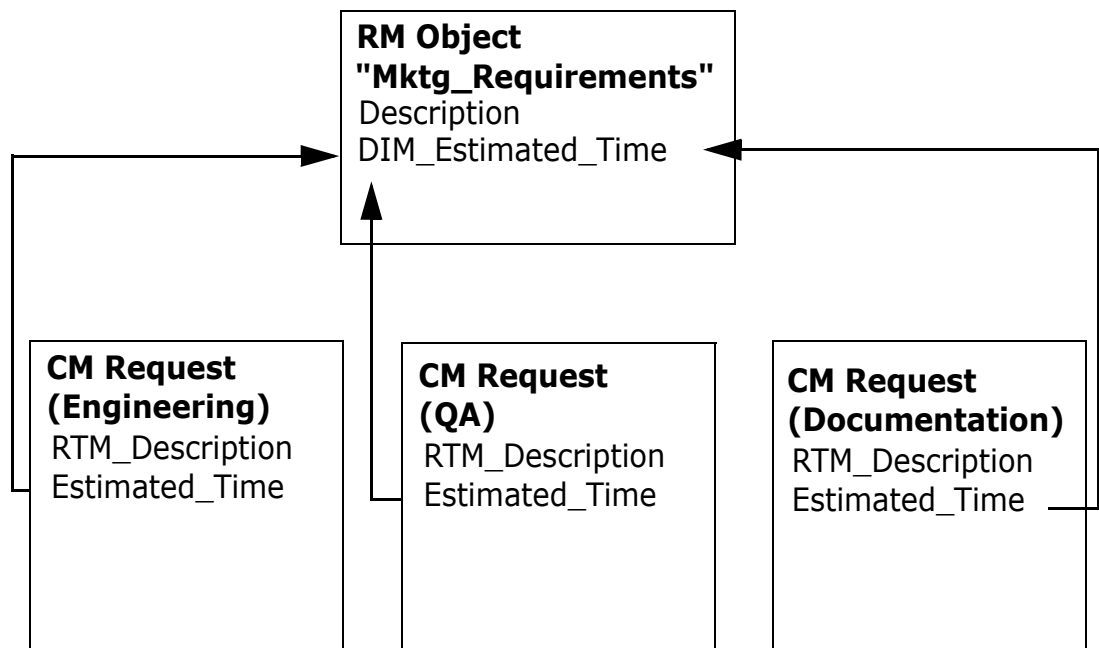 RM Object
"Mktg_Requirements"
Description
DIM_Estimated_Time
CM Request
(Engineering)
RTM_Description
Estimated_Time
CM Request
(QA)
RTM_Description
Estimated_Time
CM Request
(Documentation)
RTM_Description
Estimated_Time